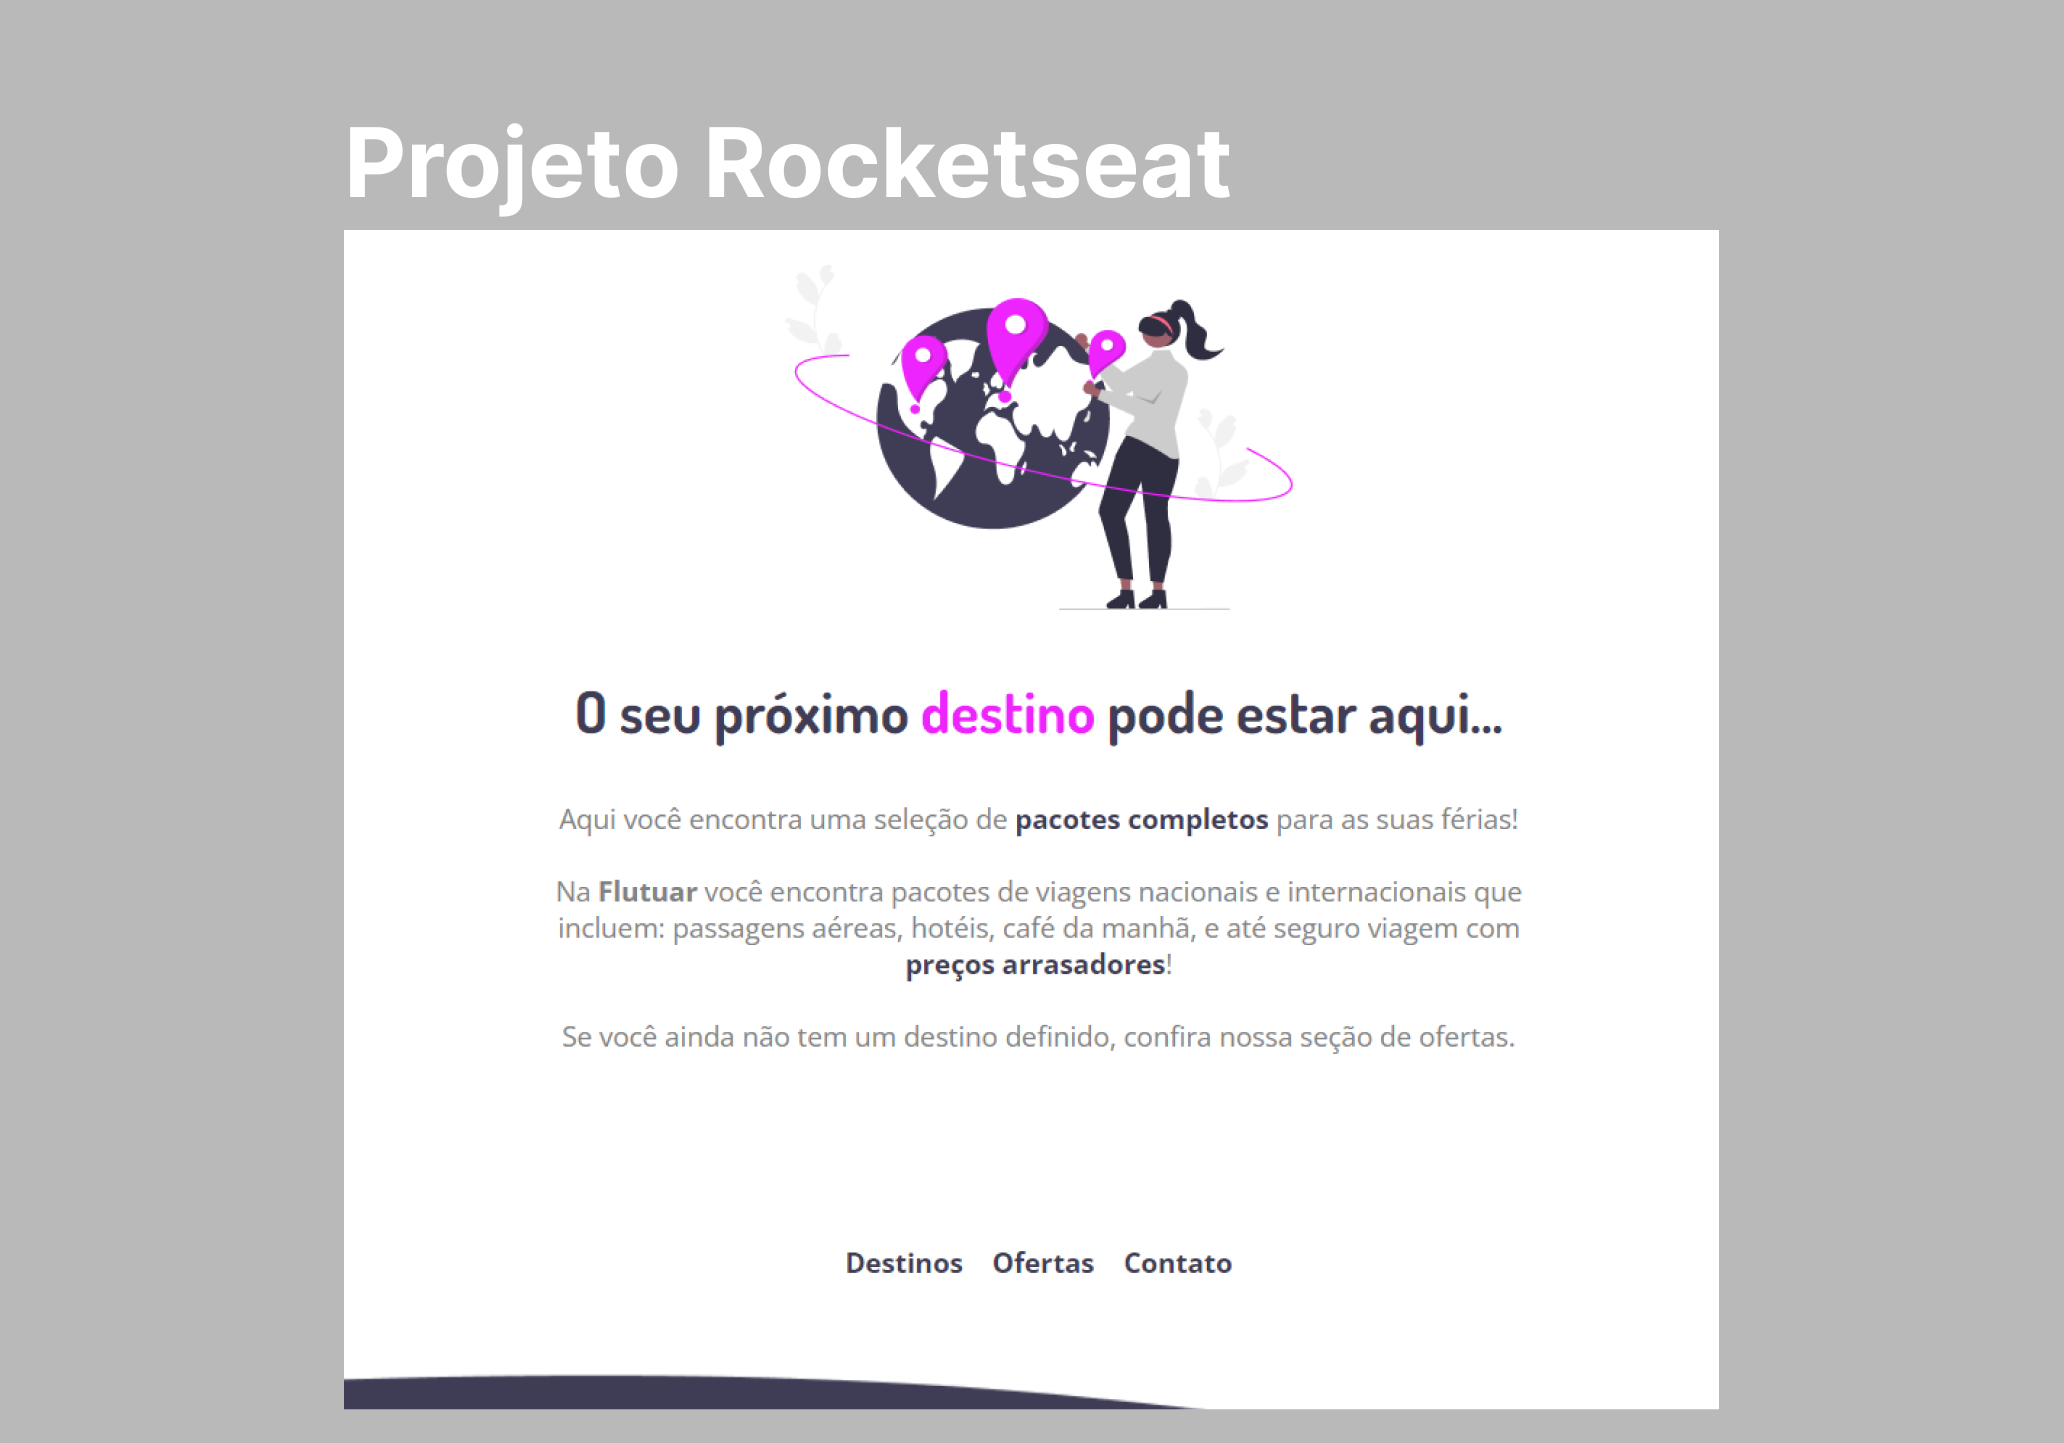 Projeto Rocketseat
O seu próximo destino pode estar aqui...
Aqui você encontra uma seleção de pacotes completos para as suas férias!
Na Flutuar você encontra pacotes de viagens nacionais e internacionais que
incluem: passagens aéreas, hotéis, café da manhã, e até seguro viagem com
preços arrasadores!
Se você ainda não tem um destino definido, confira nossa seção de ofertas.
Destinos Ofertas Contato